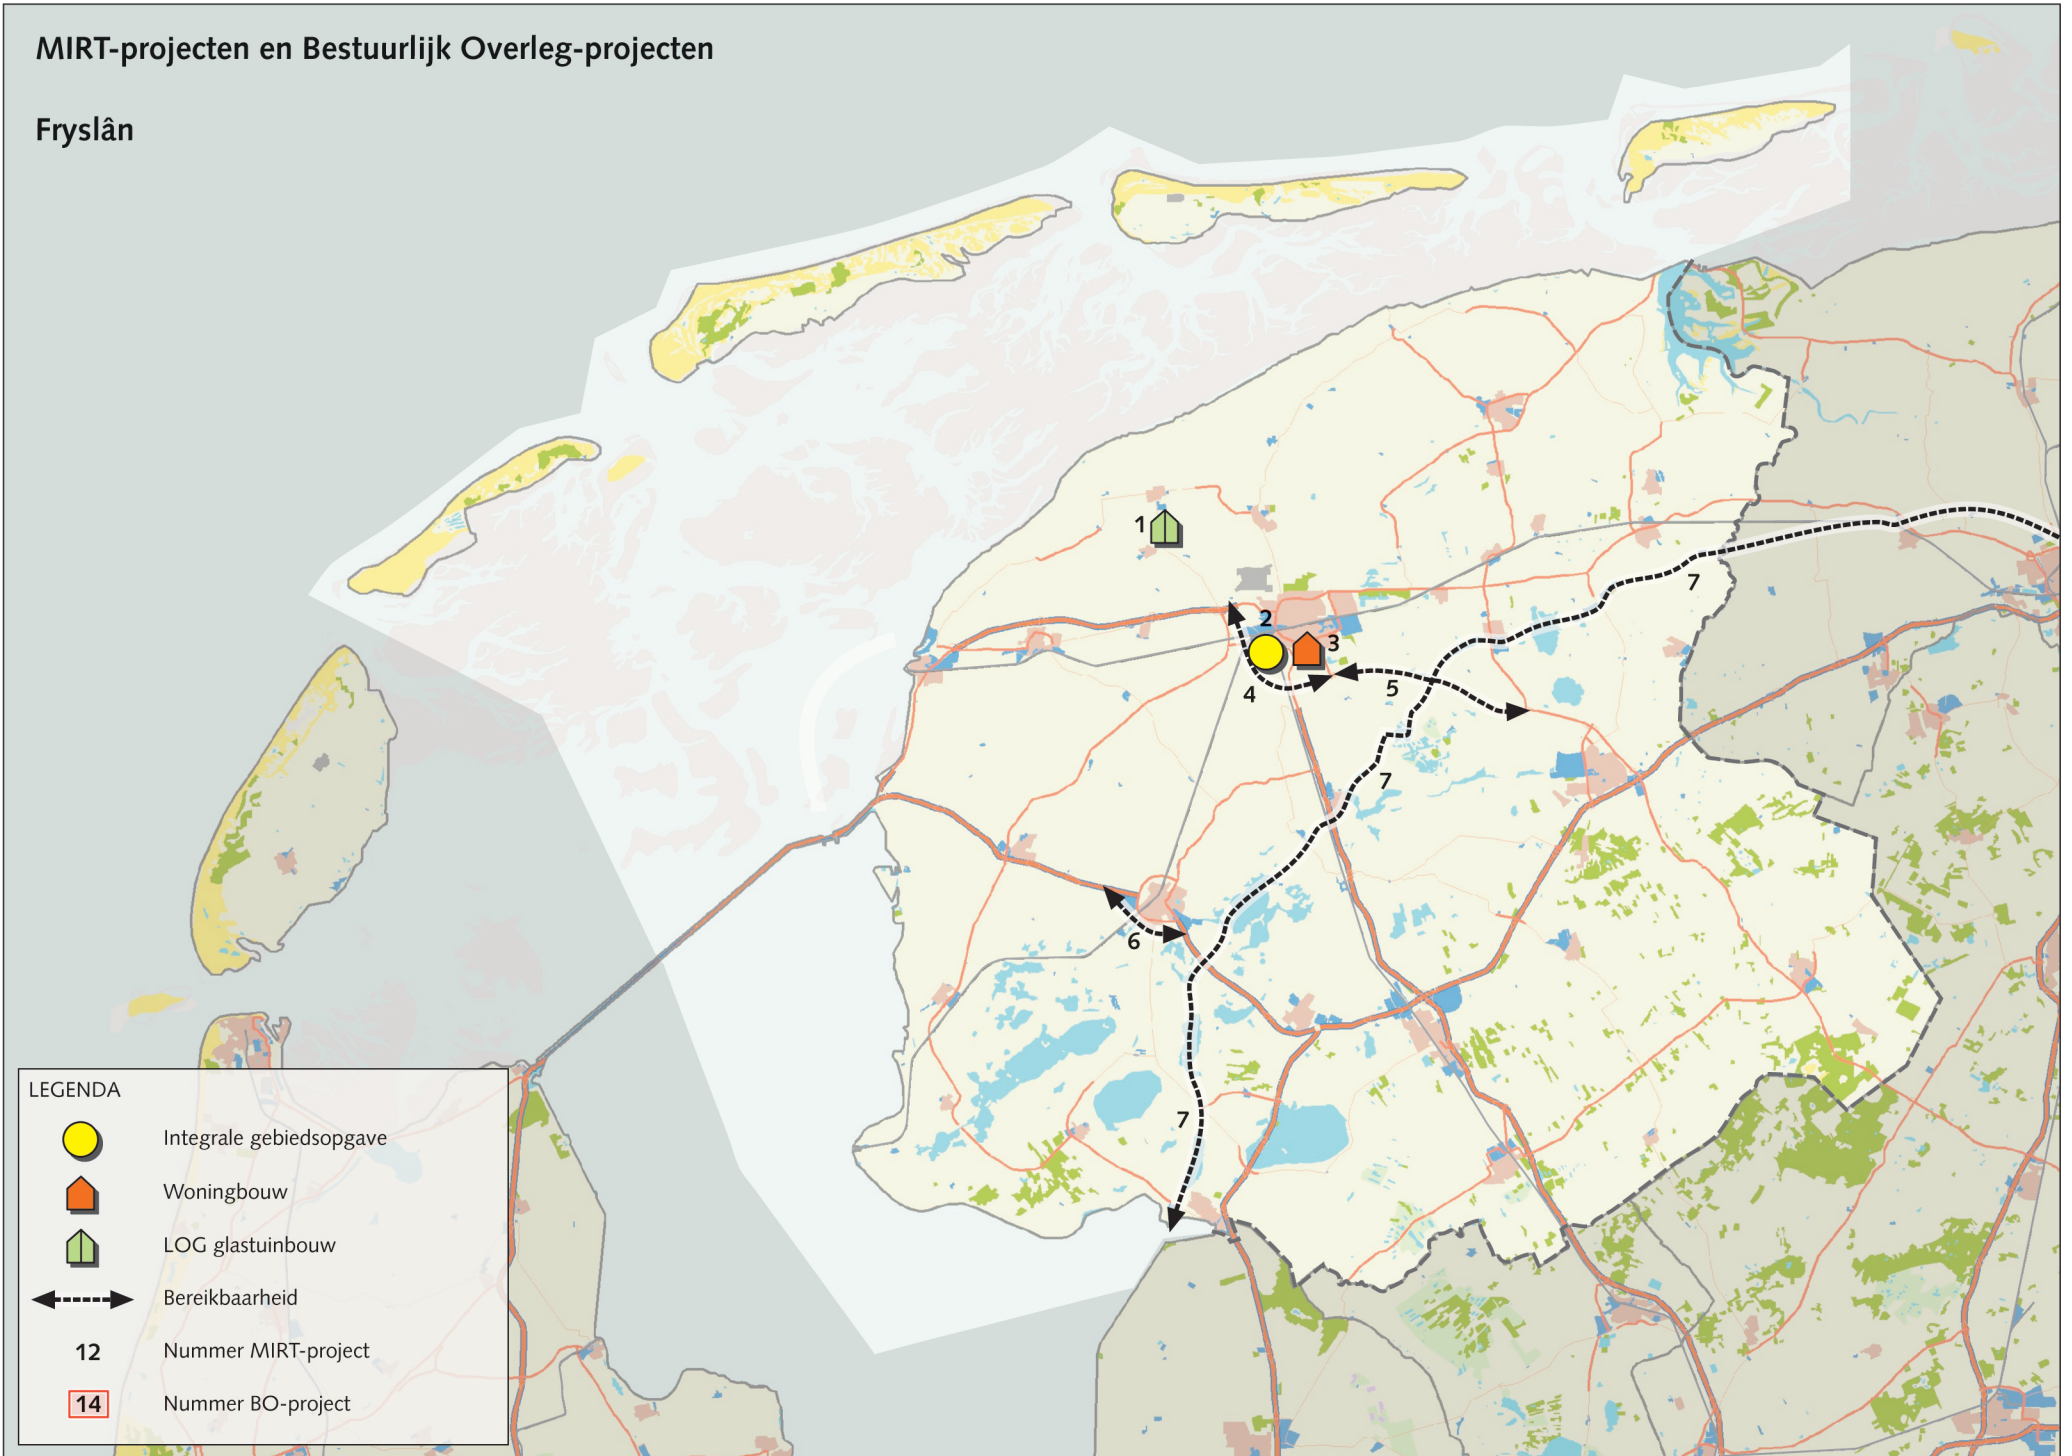 MIRT-projecten en Bestuurlijk Overleg-projecten
Fryslân
1
2
3
4
5
7
7
6
7
LEGENDA
Integrale gebiedsopgave
Woningbouw
LOG glastuinbouw
Bereikbaarheid
12 Nummer MIRT-project
14 Nummer BO-project